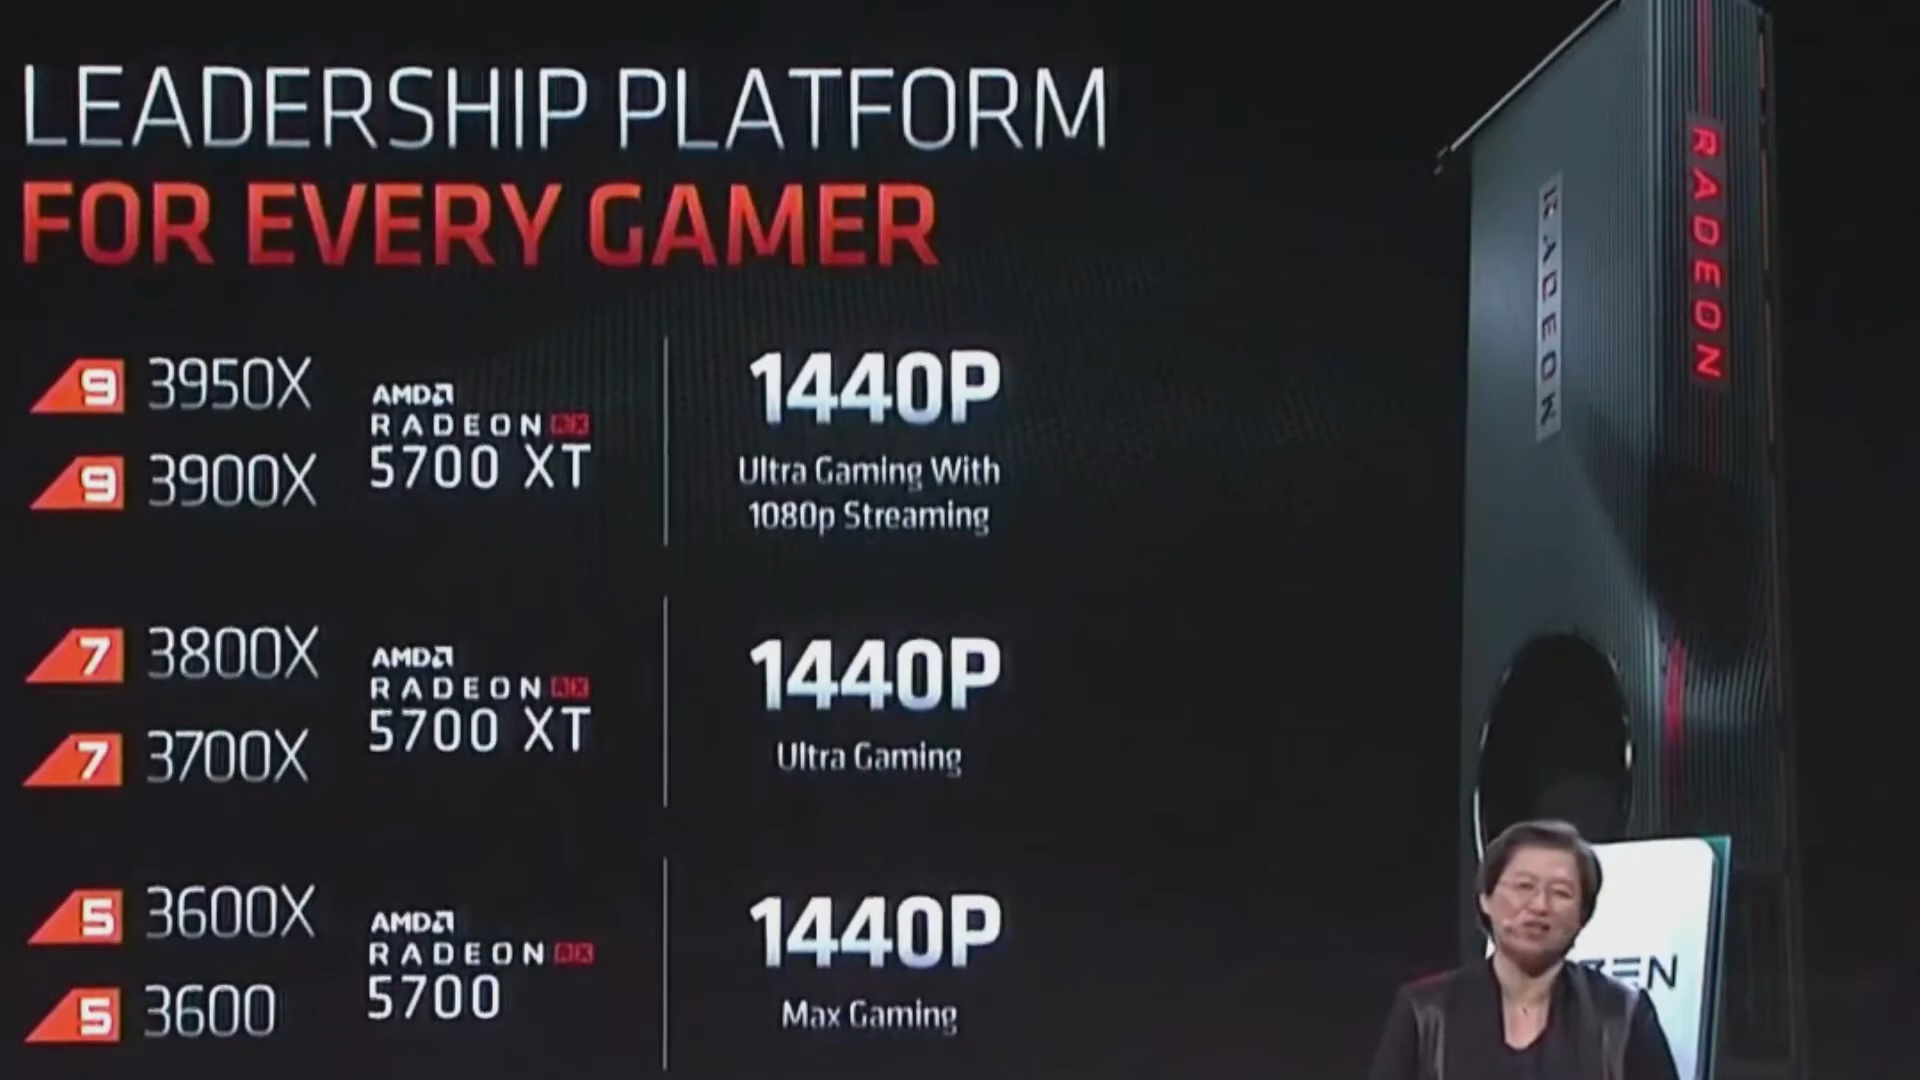 LEADERSHIP PLATFORM
FOR EVERY GAMER
9 3950X
9 3900X
AMD
RADEON RX
5700 XT
1440P
Ultra Gaming With
1080p Streaming
7 3800X
7 3700X
AMD
RADEON RX
5700 XT
1440P
Ultra Gaming
5 3600X
5 3600
AMD
RADEON RX
5700
1440P
Max Gaming
RADEON
RADEON